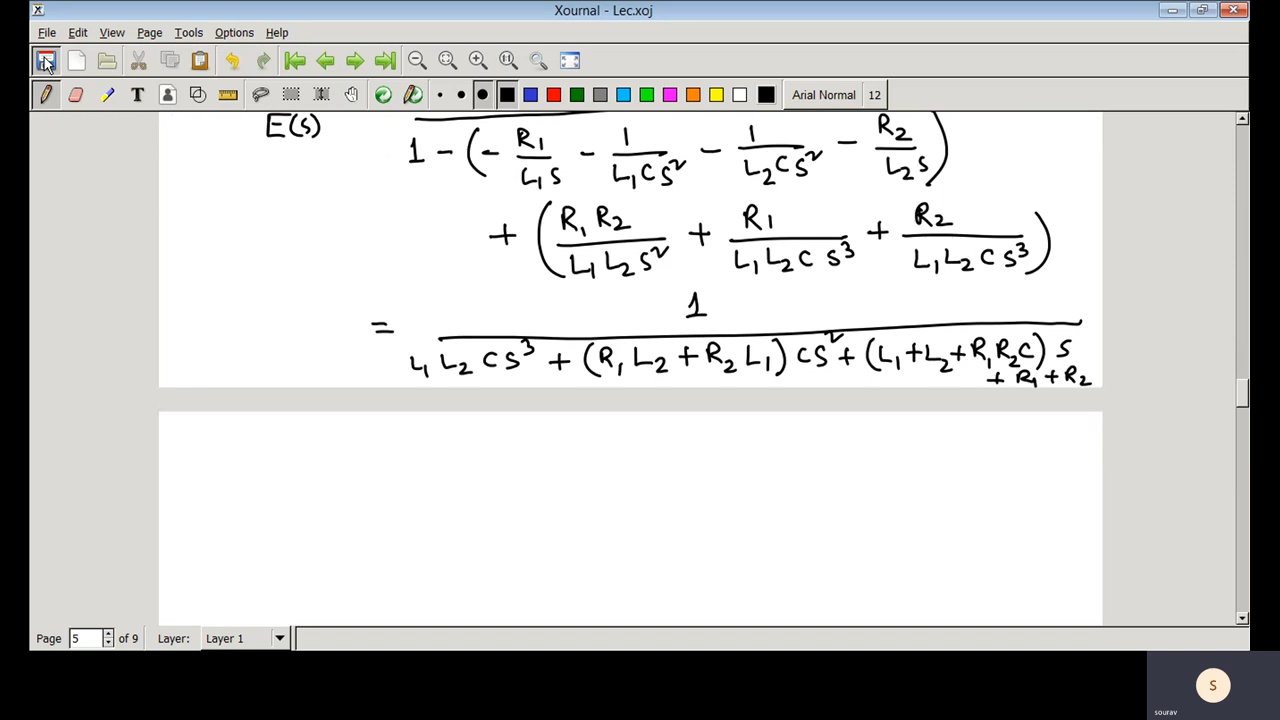 Xournal - Lec.xoj
File Edit View Page Tools Options Help
Arial Normal 12
E(s)
1 - (- R1/L1s - 1/L1Cs² - 1/L2Cs² - R2/L2s)
+ (R1R2/L1L2s² + R1/L1L2Cs³ + R2/L1L2Cs³)
= 1
L1L2Cs³ + (R1L2 + R2L1)Cs² + (L1+L2+R1R2C)s
+ R1 + R2
Page 5 of 9 Layer: Layer 1
S
sourav